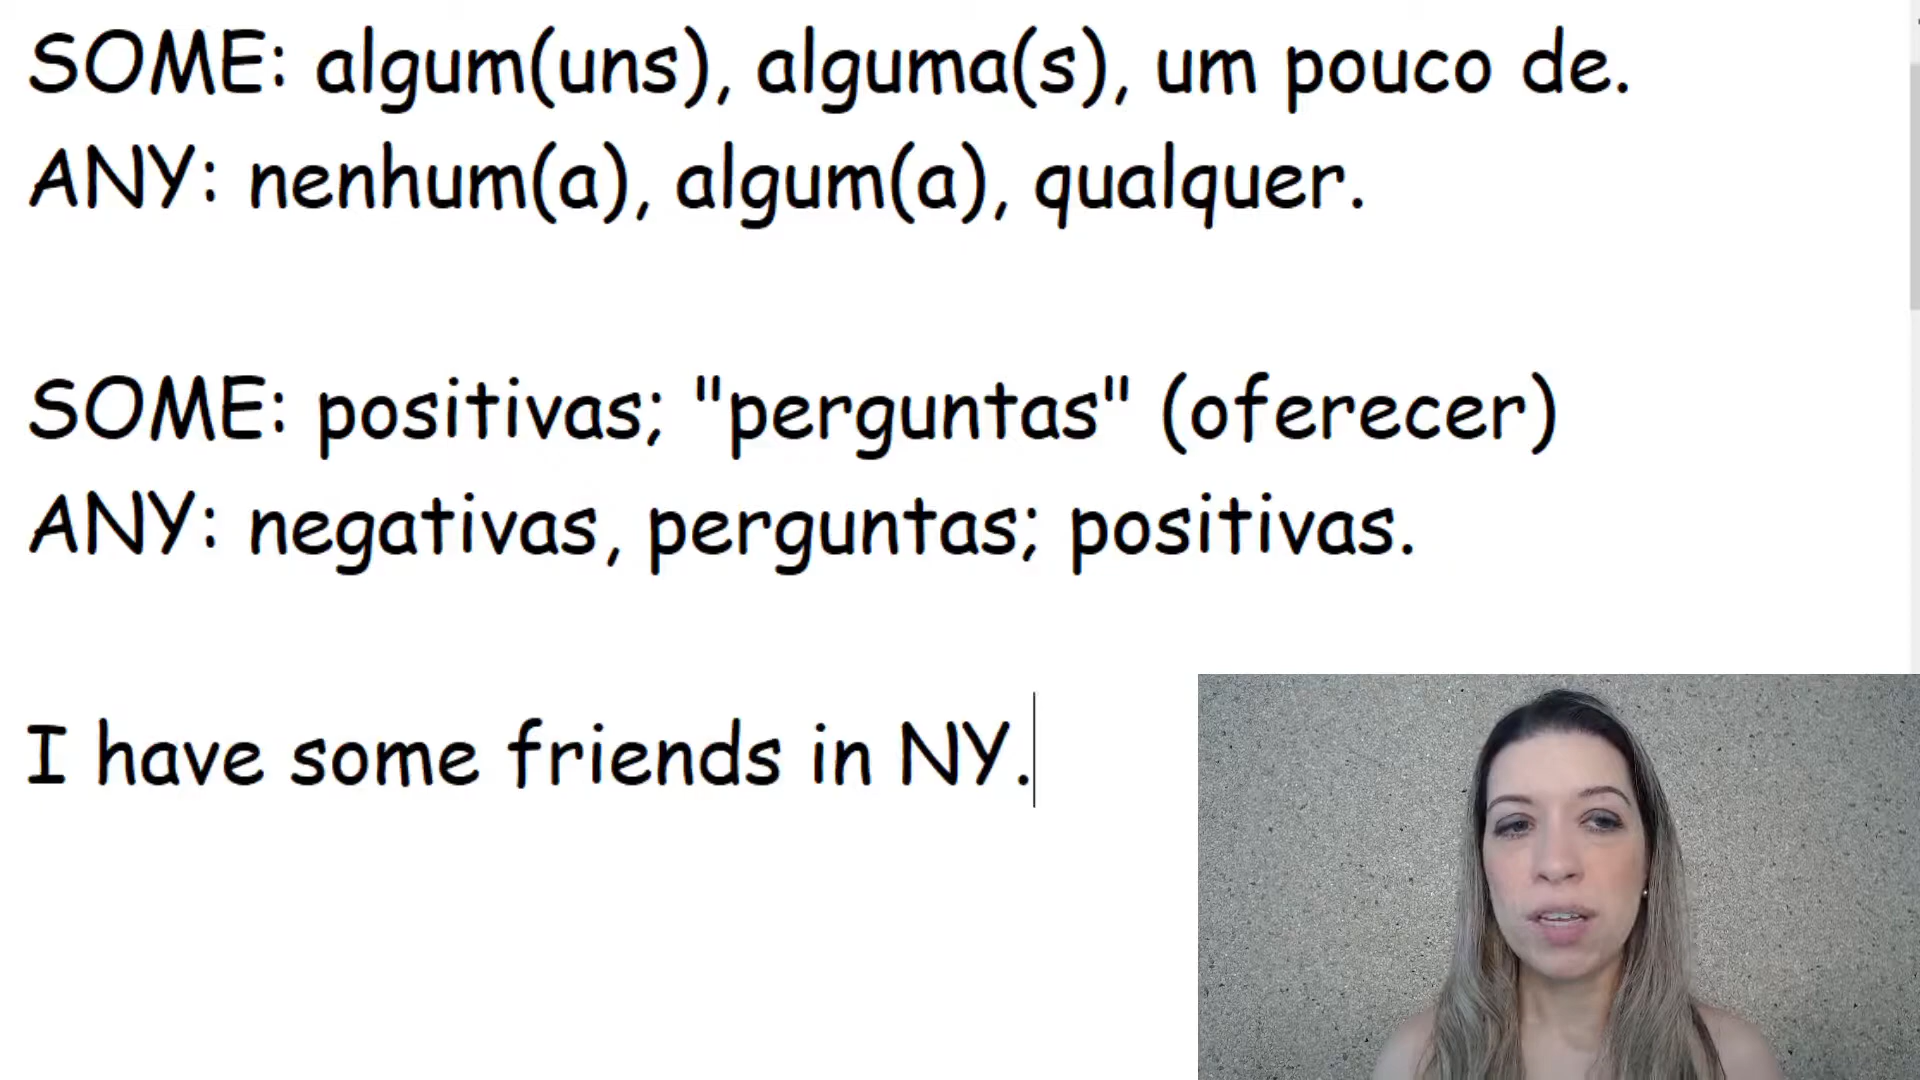 SOME: algum(uns), alguma(s), um pouco de.
ANY: nenhum(a), algum(a), qualquer.
SOME: positivas; "perguntas" (oferecer)
ANY: negativas, perguntas; positivas.
I have some friends in NY.